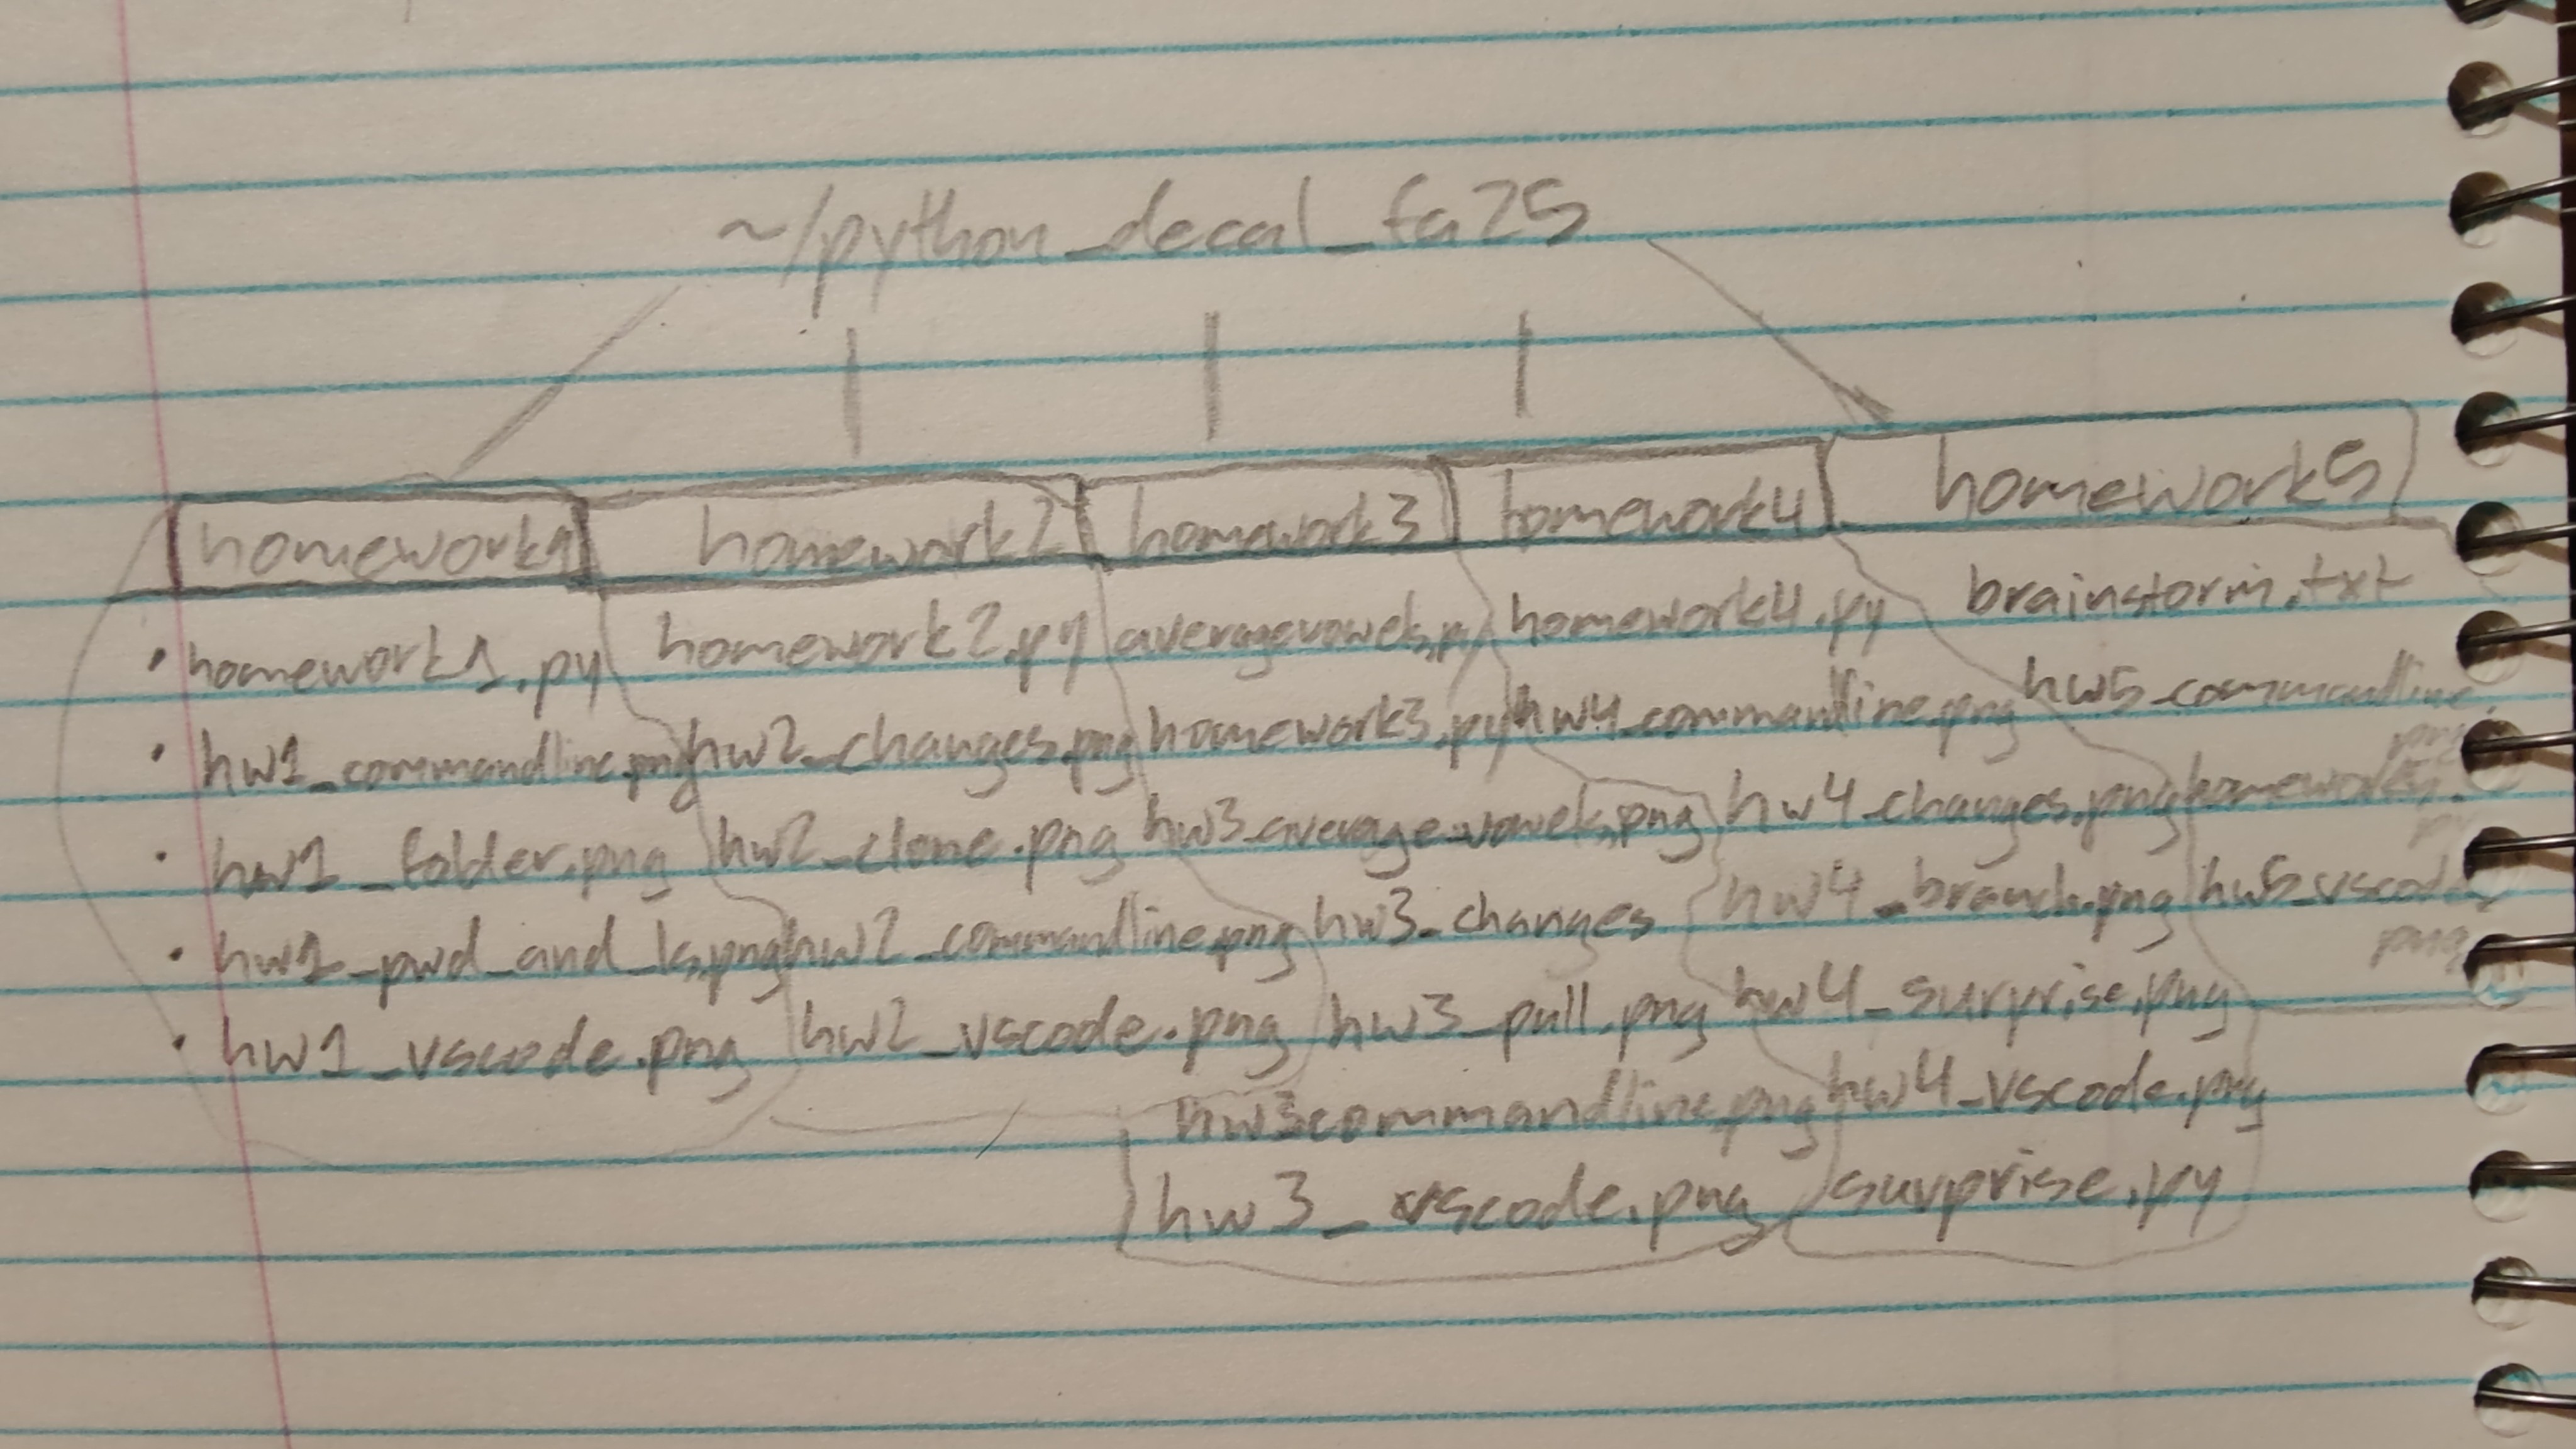 ~/python_decal_fa25
homework1 homework2 homework3 homework4 homework5
• homework1.py homework2.py averagevowels.py homework4.py brainstorm.txt
• hw1_commandline.png hw2_changes.png homework3.py hw4_commandline.png hw5_commandline.
png
• hw1_folder.png hw2_clone.png hw3_average_vowels.png hw4_changes.png homework5.
py
• hw1_pwd_and_ls.png hw2_commandline.png hw3_changes hw4_branch.png hw5_vscode.
png
• hw1_vscode.png hw2_vscode.png hw3_pull.png hw4_surprise.png
hw3commandline.png hw4_vscode.png
hw3_vscode.png surprise.py